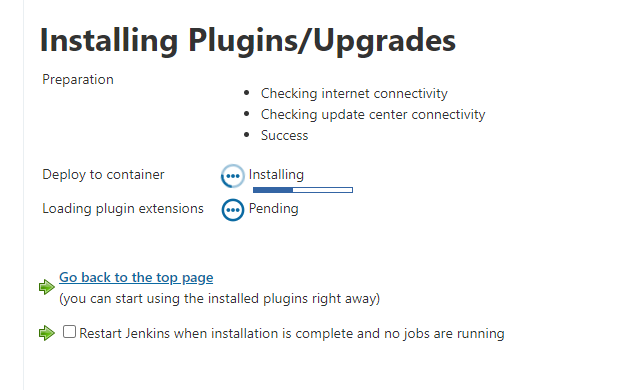 Installing Plugins/Upgrades
Preparation
Checking internet connectivity
Checking update center connectivity
Success
Deploy to container Installing
Loading plugin extensions Pending
Go back to the top page
(you can start using the installed plugins right away)
Restart Jenkins when installation is complete and no jobs are running